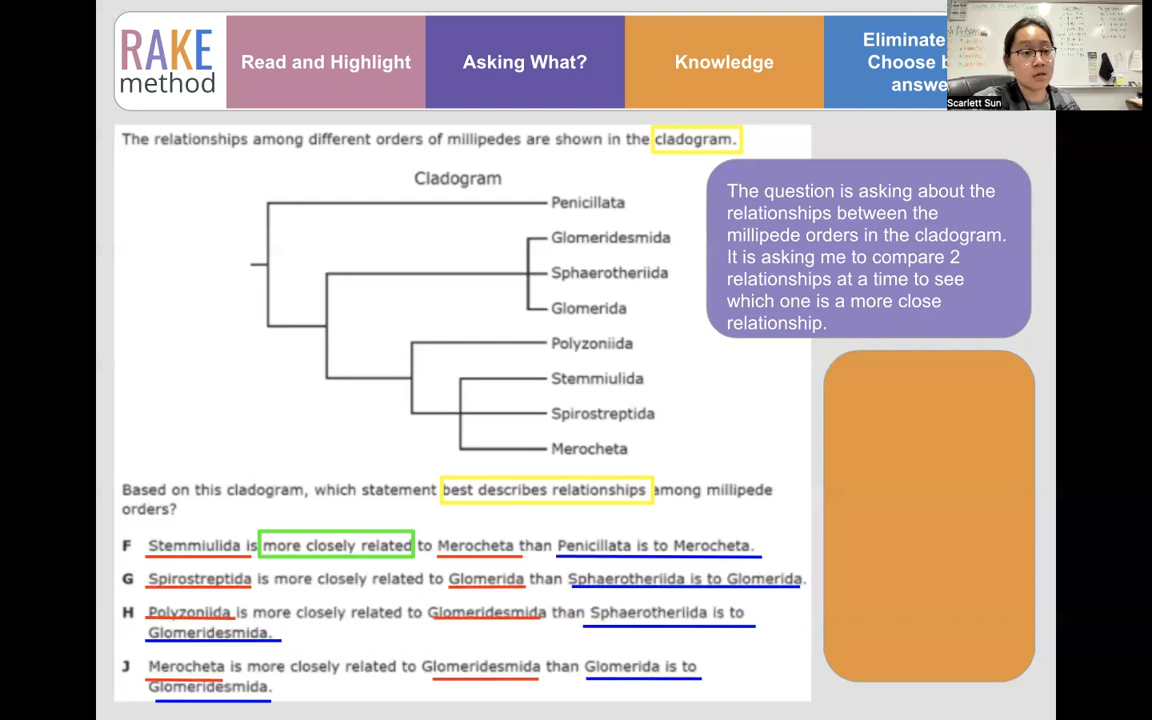 RAKE
method
Read and Highlight
Asking What?
Knowledge
Eliminate
Choose b
answe
Scarlett Sun
The relationships among different orders of millipedes are shown in the cladogram.
Cladogram
Penicillata
Glomeridesmida
Sphaerotheriida
Glomerida
Polyzoniida
Stemmiulida
Spirostreptida
Merocheta
The question is asking about the
relationships between the
millipede orders in the cladogram.
It is asking me to compare 2
relationships at a time to see
which one is a more close
relationship.
Based on this cladogram, which statement best describes relationships among millipede
orders?
F Stemmiulida is more closely related to Merocheta than Penicillata is to Merocheta.
G Spirostreptida is more closely related to Glomerida than Sphaerotheriida is to Glomerida.
H Polyzoniida is more closely related to Glomeridesmida than Sphaerotheriida is to
Glomeridesmida.
J Merocheta is more closely related to Glomeridesmida than Glomerida is to
Glomeridesmida.